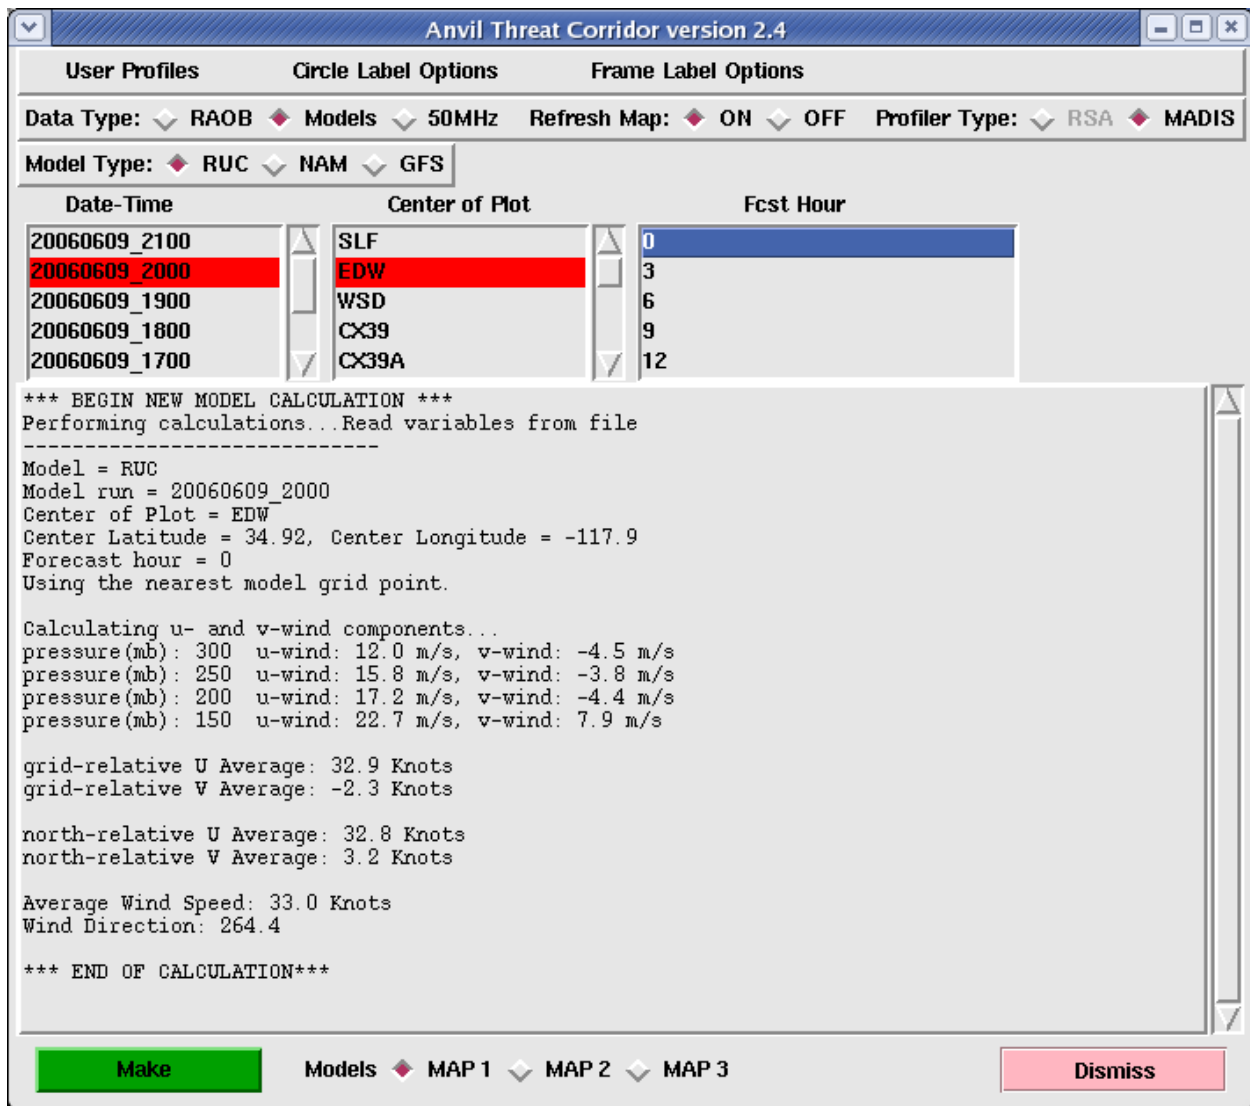 Anvil Threat Corridor version 2.4
User Profiles Circle Label Options Frame Label Options
Data Type: RAOB Models 50MHz Refresh Map: ON OFF Profiler Type: RSA MADIS
Model Type: RUC NAM GFS
Date-Time Center of Plot Fcst Hour
20060609_2100 SLF 0
20060609_2000 EDW 3
20060609_1900 WSD 6
20060609_1800 CX39 9
20060609_1700 CX39A 12
*** BEGIN NEW MODEL CALCULATION ***
Performing calculations...Read variables from file
-----------------------------
Model = RUC
Model run = 20060609_2000
Center of Plot = EDW
Center Latitude = 34.92, Center Longitude = -117.9
Forecast hour = 0
Using the nearest model grid point.
Calculating u- and v-wind components...
pressure(mb): 300 u-wind: 12.0 m/s, v-wind: -4.5 m/s
pressure(mb): 250 u-wind: 15.8 m/s, v-wind: -3.8 m/s
pressure(mb): 200 u-wind: 17.2 m/s, v-wind: -4.4 m/s
pressure(mb): 150 u-wind: 22.7 m/s, v-wind: 7.9 m/s
grid-relative U Average: 32.9 Knots
grid-relative V Average: -2.3 Knots
north-relative U Average: 32.8 Knots
north-relative V Average: 3.2 Knots
Average Wind Speed: 33.0 Knots
Wind Direction: 264.4
*** END OF CALCULATION***
Make Models MAP 1 MAP 2 MAP 3 Dismiss